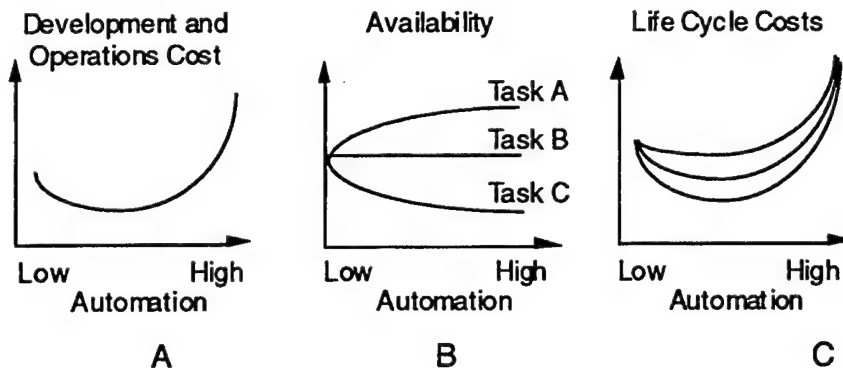 Development and
Operations Cost
Low High
Automation
A
Availability
Task A
Task B
Task C
Low High
Automation
B
Life Cycle Costs
Low High
Automation
C